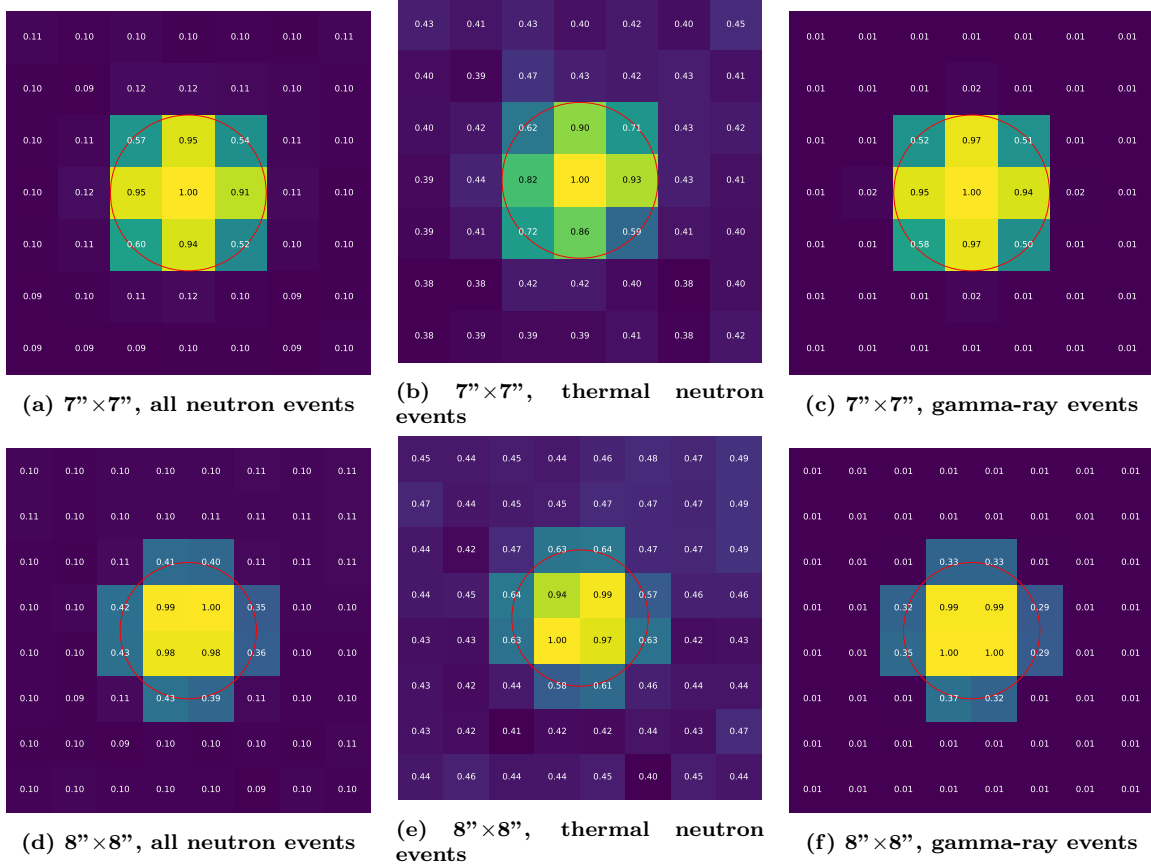 0.11 0.10 0.10 0.10 0.10 0.10 0.11
0.10 0.09 0.12 0.12 0.11 0.10 0.10
0.10 0.11 0.57 0.95 0.54 0.11 0.10
0.10 0.12 0.95 1.00 0.91 0.11 0.10
0.10 0.11 0.60 0.94 0.52 0.11 0.10
0.09 0.10 0.11 0.12 0.10 0.09 0.10
0.09 0.09 0.09 0.10 0.10 0.09 0.10
(a) 7”×7”, all neutron events
0.43 0.41 0.43 0.40 0.42 0.40 0.45
0.40 0.39 0.47 0.43 0.42 0.43 0.41
0.40 0.42 0.62 0.90 0.71 0.43 0.42
0.39 0.44 0.82 1.00 0.93 0.43 0.41
0.39 0.41 0.72 0.86 0.59 0.41 0.40
0.38 0.38 0.42 0.42 0.40 0.38 0.40
0.38 0.39 0.39 0.39 0.41 0.38 0.42
(b) 7”×7”, thermal neutron
events
0.01 0.01 0.01 0.01 0.01 0.01 0.01
0.01 0.01 0.01 0.02 0.01 0.01 0.01
0.01 0.01 0.52 0.97 0.51 0.01 0.01
0.01 0.02 0.95 1.00 0.94 0.02 0.01
0.01 0.01 0.58 0.97 0.50 0.01 0.01
0.01 0.01 0.01 0.02 0.01 0.01 0.01
0.01 0.01 0.01 0.01 0.01 0.01 0.01
(c) 7”×7”, gamma-ray events
0.10 0.10 0.10 0.10 0.10 0.11 0.10 0.11
0.11 0.10 0.10 0.10 0.11 0.10 0.11 0.11
0.10 0.10 0.11 0.41 0.40 0.11 0.11 0.10
0.10 0.10 0.42 0.99 1.00 0.35 0.10 0.10
0.10 0.10 0.43 0.98 0.98 0.36 0.10 0.10
0.10 0.09 0.11 0.43 0.39 0.11 0.10 0.10
0.10 0.10 0.09 0.10 0.10 0.10 0.10 0.11
0.10 0.10 0.10 0.10 0.10 0.09 0.10 0.10
(d) 8”×8”, all neutron events
0.45 0.44 0.45 0.44 0.46 0.48 0.47 0.49
0.47 0.44 0.45 0.45 0.47 0.47 0.47 0.49
0.44 0.42 0.47 0.63 0.64 0.47 0.47 0.49
0.44 0.45 0.64 0.94 0.99 0.57 0.46 0.46
0.43 0.43 0.63 1.00 0.97 0.63 0.42 0.43
0.43 0.42 0.44 0.58 0.61 0.46 0.44 0.44
0.43 0.42 0.41 0.42 0.42 0.44 0.43 0.47
0.44 0.46 0.44 0.44 0.45 0.40 0.45 0.44
(e) 8”×8”, thermal neutron
events
0.01 0.01 0.01 0.01 0.01 0.01 0.01 0.01
0.01 0.01 0.01 0.01 0.01 0.01 0.01 0.01
0.01 0.01 0.01 0.33 0.33 0.01 0.01 0.01
0.01 0.01 0.32 0.99 0.99 0.29 0.01 0.01
0.01 0.01 0.35 1.00 1.00 0.29 0.01 0.01
0.01 0.01 0.01 0.37 0.32 0.01 0.01 0.01
0.01 0.01 0.01 0.01 0.01 0.01 0.01 0.01
0.01 0.01 0.01 0.01 0.01 0.01 0.01 0.01
(f) 8”×8”, gamma-ray events